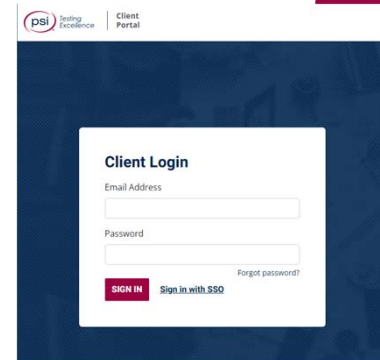 psi Testing Excellence Client Portal
Client Login
Email Address
Password
Forgot password?
SIGN IN Sign in with SSO